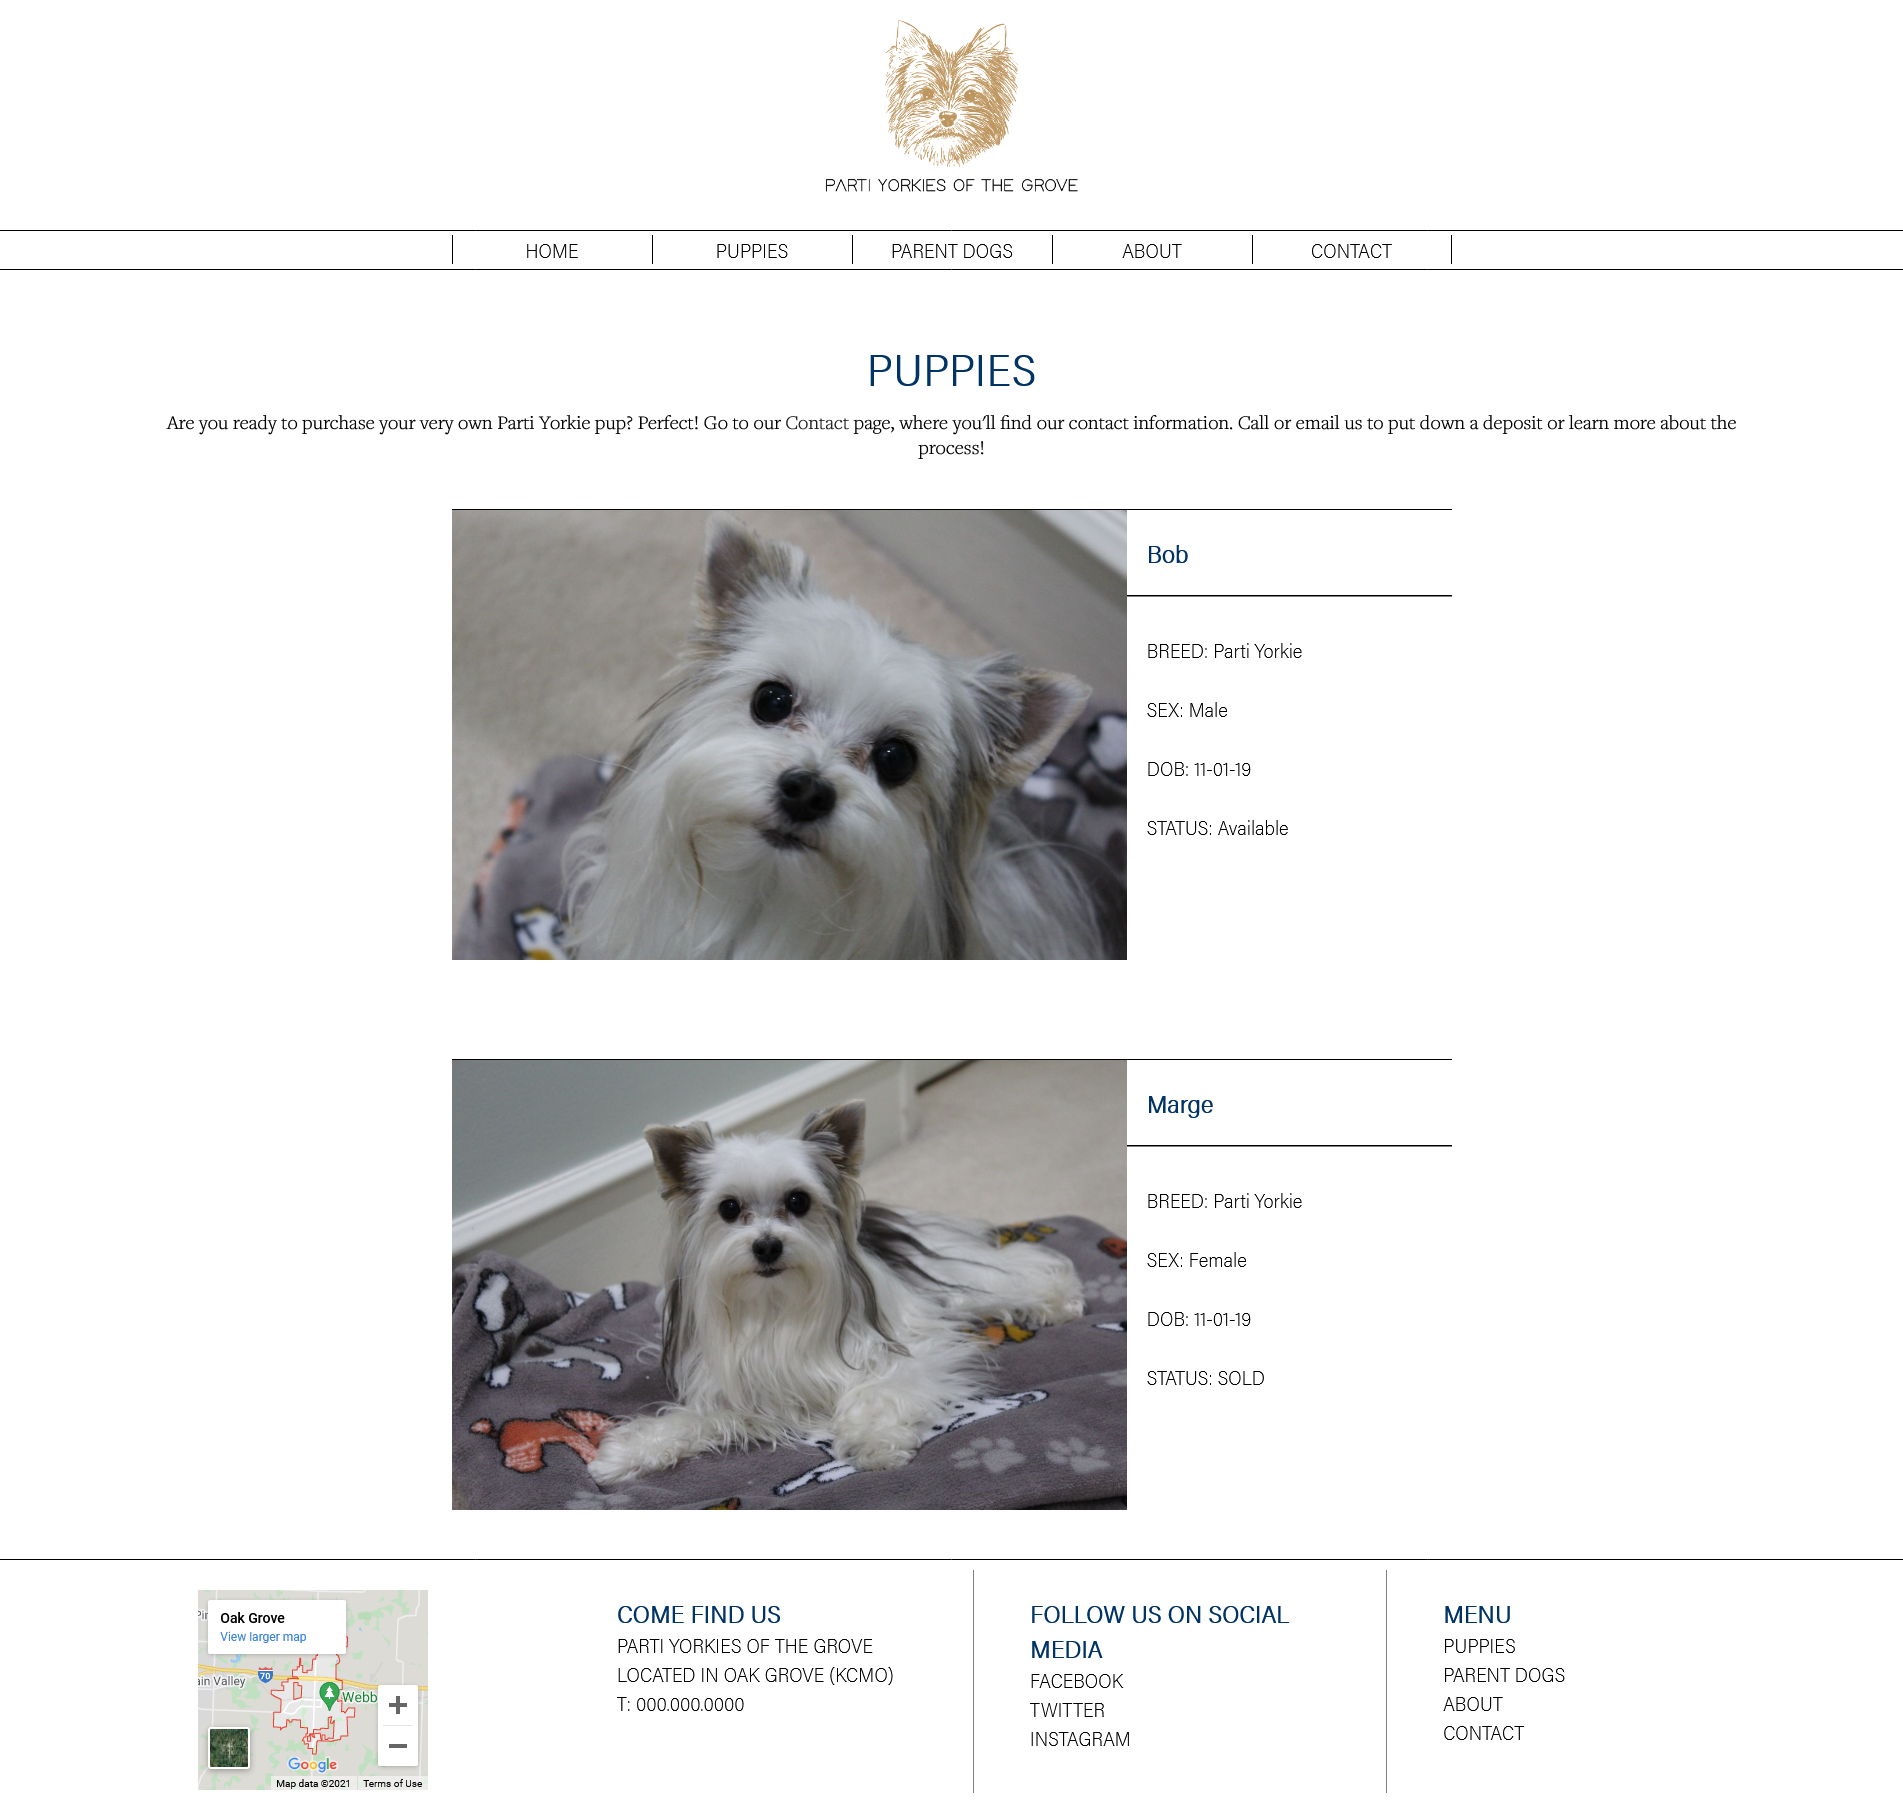 PARTI YORKIES OF THE GROVE
HOME PUPPIES PARENT DOGS ABOUT CONTACT
PUPPIES
Are you ready to purchase your very own Parti Yorkie pup? Perfect! Go to our Contact page, where you'll find our contact information. Call or email us to put down a deposit or learn more about the
process!
Bob
BREED: Parti Yorkie
SEX: Male
DOB: 11-01-19
STATUS: Available
Marge
BREED: Parti Yorkie
SEX: Female
DOB: 11-01-19
STATUS: SOLD
Oak Grove
View larger map
70
ain Valley
Webb
Google
Map data ©2021 Terms of Use
COME FIND US
PARTI YORKIES OF THE GROVE
LOCATED IN OAK GROVE (KCMO)
T: 000.000.0000
FOLLOW US ON SOCIAL
MEDIA
FACEBOOK
TWITTER
INSTAGRAM
MENU
PUPPIES
PARENT DOGS
ABOUT
CONTACT